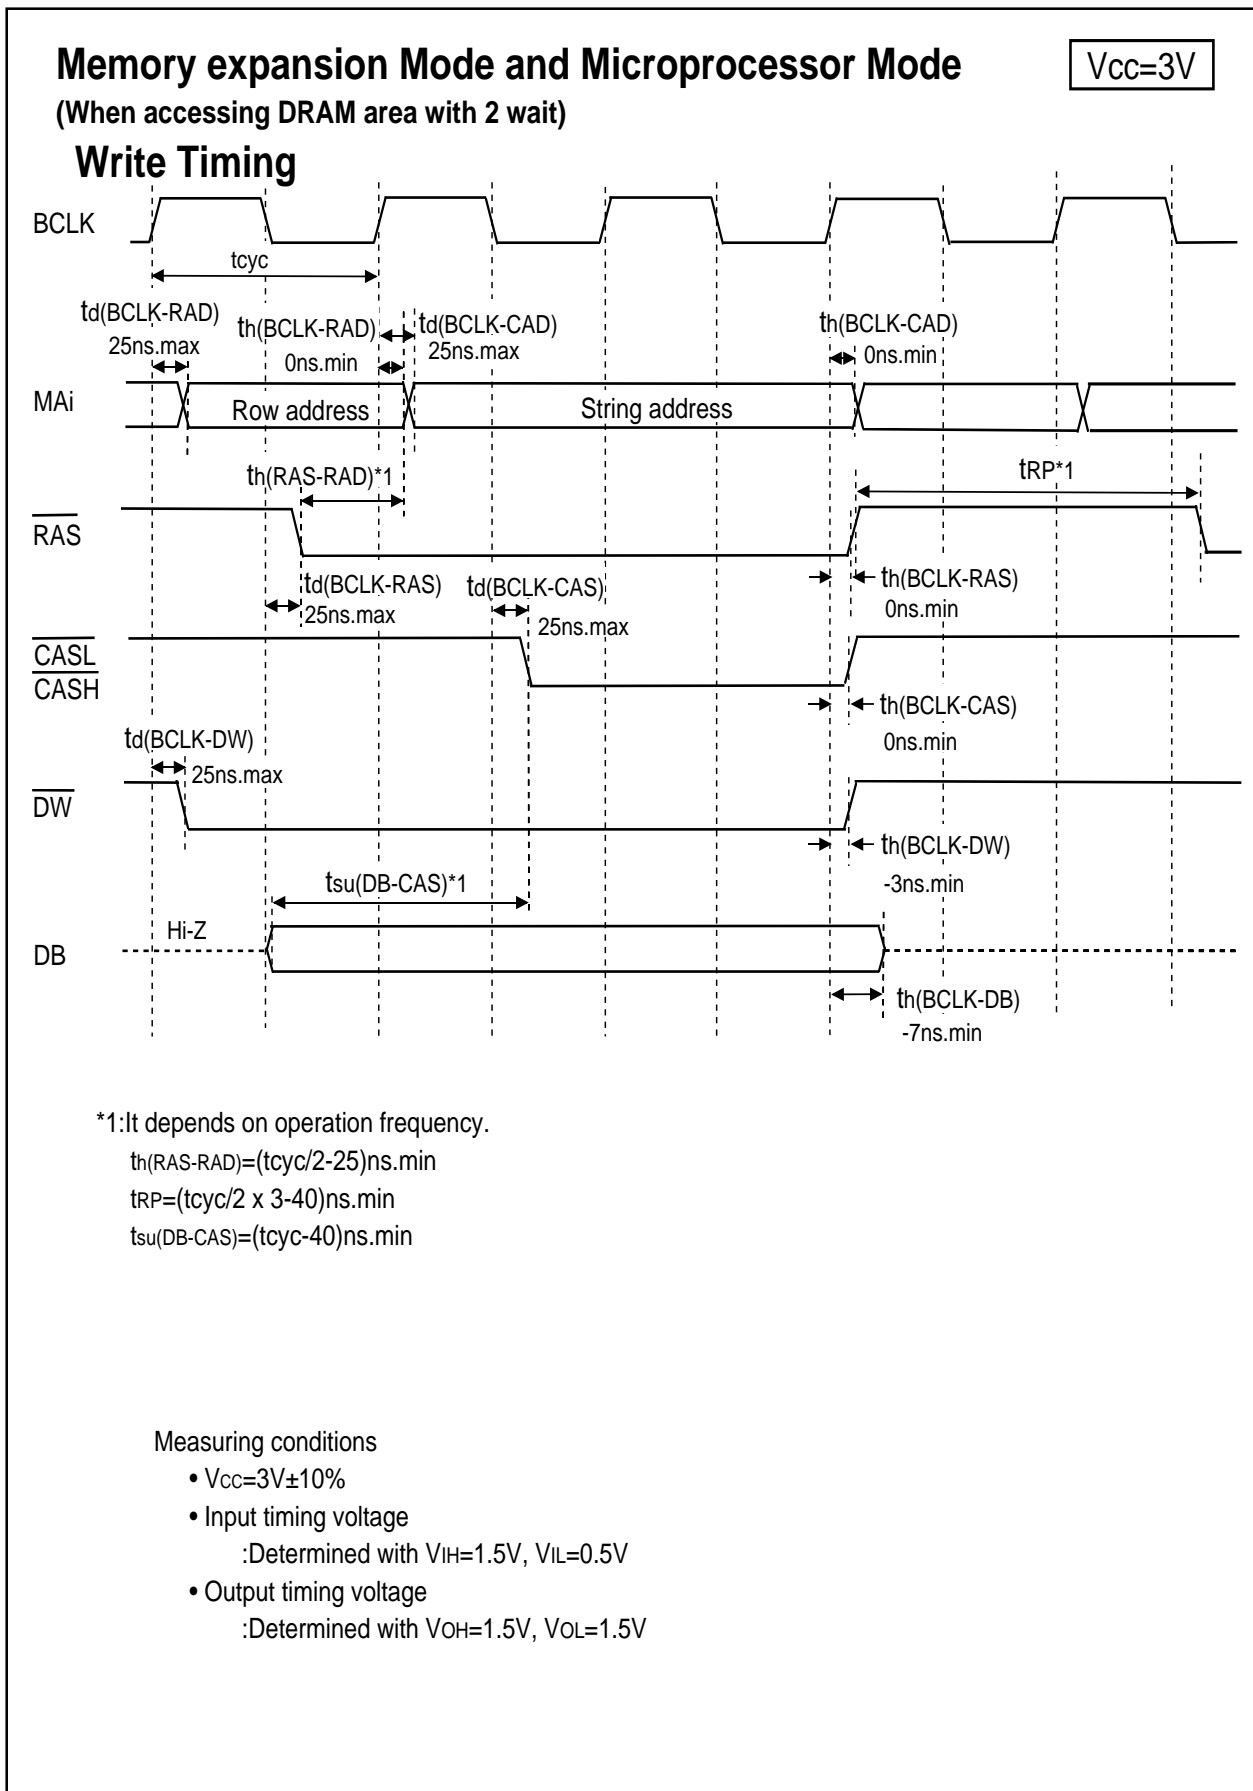 Memory expansion Mode and Microprocessor Mode
Vcc=3V
(When accessing DRAM area with 2 wait)
Write Timing
BCLK
tcyc
td(BCLK-RAD)
25ns.max
th(BCLK-RAD)
0ns.min
td(BCLK-CAD)
25ns.max
th(BCLK-CAD)
0ns.min
MAi
Row address
String address
th(RAS-RAD)*1
tRP*1
RAS
td(BCLK-RAS)
25ns.max
td(BCLK-CAS)
25ns.max
th(BCLK-RAS)
0ns.min
CASL
CASH
th(BCLK-CAS)
0ns.min
td(BCLK-DW)
25ns.max
DW
th(BCLK-DW)
-3ns.min
tsu(DB-CAS)*1
Hi-Z
DB
th(BCLK-DB)
-7ns.min
*1:It depends on operation frequency.
th(RAS-RAD)=(tcyc/2-25)ns.min
tRP=(tcyc/2 x 3-40)ns.min
tsu(DB-CAS)=(tcyc-40)ns.min
Measuring conditions
• VCC=3V±10%
• Input timing voltage
:Determined with VIH=1.5V, VIL=0.5V
• Output timing voltage
:Determined with VOH=1.5V, VOL=1.5V